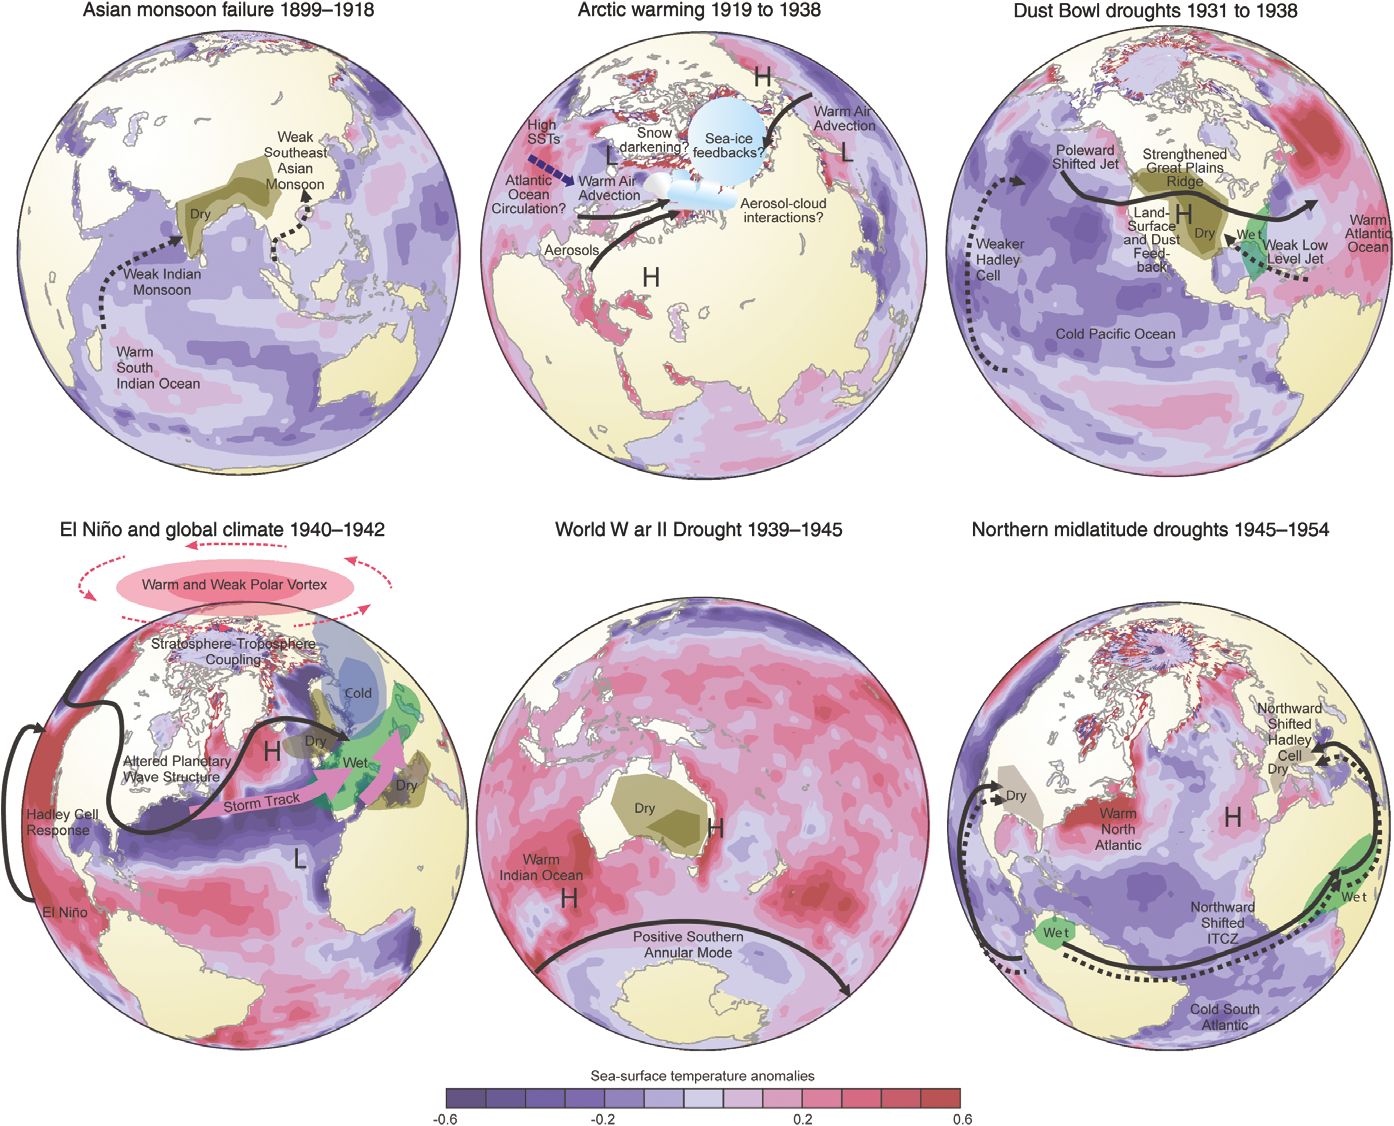 Asian monsoon failure 1899–1918
Weak
Southeast
Asian
Monsoon
Dry
Weak Indian
Monsoon
Warm
South
Indian Ocean
Arctic warming 1919 to 1938
H
High
SSTs
Snow
darkening?
Sea-ice
feedbacks?
Warm Air
Advection
L
L
Atlantic
Ocean
Circulation?
Warm Air
Advection
Aerosol-cloud
interactions?
Aerosols
H
Dust Bowl droughts 1931 to 1938
Poleward
Shifted Jet
Strengthened
Great Plains
Ridge
H
Land-
Surface
and Dust
Feed-
back
Dry
Wet
Weak Low
Level Jet
Warm
Atlantic
Ocean
Weaker
Hadley
Cell
Cold Pacific Ocean
El Niño and global climate 1940–1942
Warm and Weak Polar Vortex
Stratosphere-Troposphere
Coupling
Cold
H
Dry
Altered Planetary
Wave Structure
Wet
Dry
Storm Track
Hadley Cell
Response
L
El Niño
World W ar II Drought 1939–1945
Dry
H
Warm
Indian Ocean
H
Positive Southern
Annular Mode
Northern midlatitude droughts 1945–1954
Northward
Shifted
Hadley
Cell
Dry
Dry
Warm
North
Atlantic
H
Wet
Northward
Shifted
ITCZ
Wet
Cold South
Atlantic
Sea-surface temperature anomalies
-0.6
-0.2
0.2
0.6